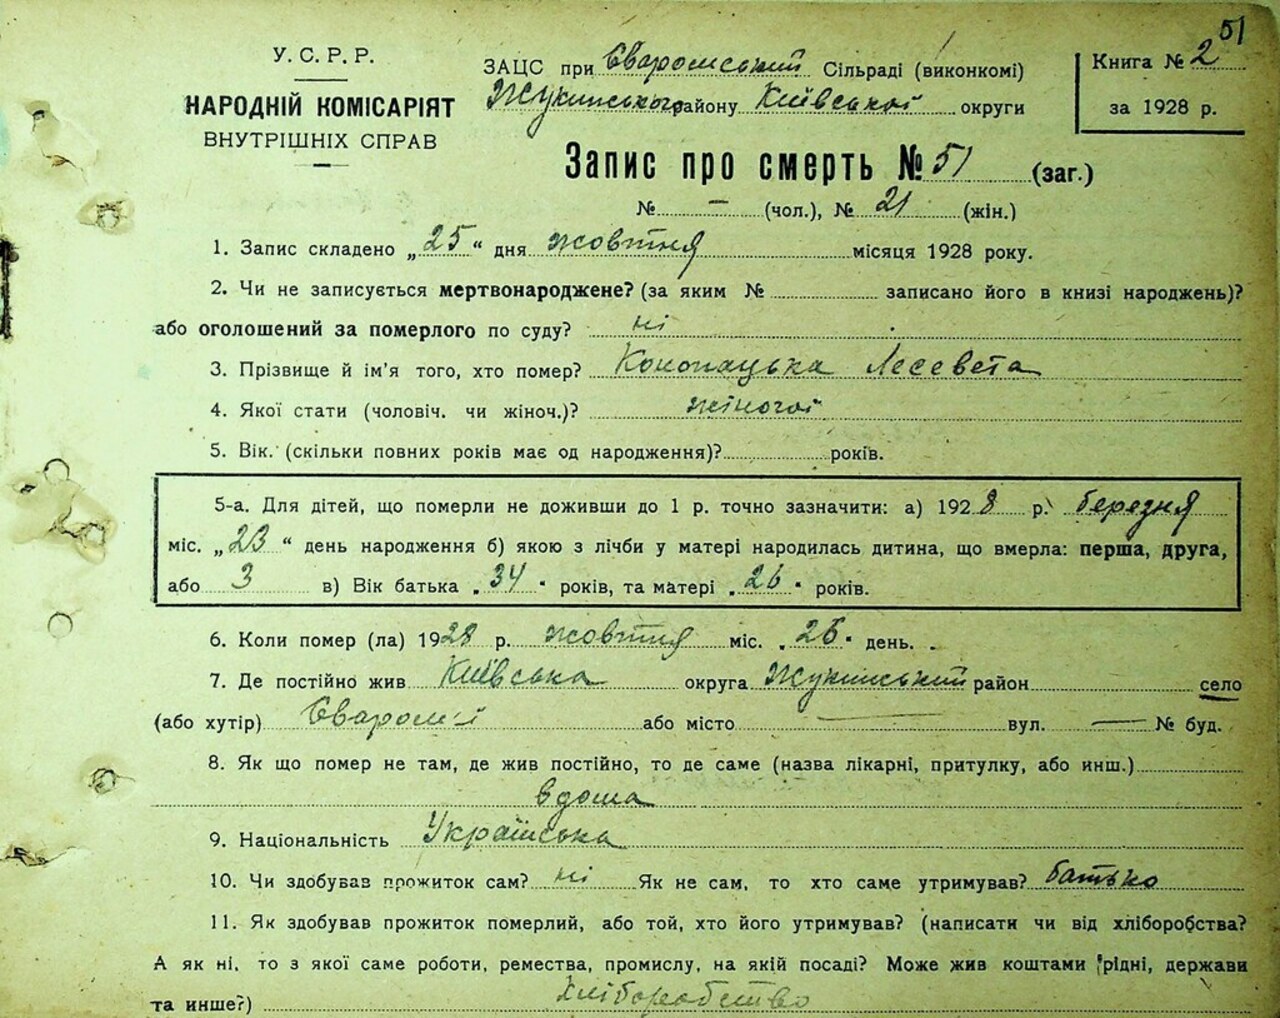 51
У. С. Р. Р.
НАРОДНІЙ КОМІСАРІЯТ
ВНУТРІШНІХ СПРАВ
ЗАЦС при Єваромський Сільраді (виконкомі)
Жукинського району Київської округи
Книга № 2
за 1928 р.
Запис про смерть № 51 (заг.)
№ — (чол.), № 21 (жін.)
1. Запис складено „25“ дня жовтня місяця 1928 року.
2. Чи не записується мертвонароджене? (за яким № записано його в книзі народжень)?
або оголошений за померлого по суду? ні
3. Прізвище й ім'я того, хто помер? Конопацька Лесевета
4. Якої стати (чоловіч. чи жіноч.)? жіночої
5. Вік. (скільки повних років має од народження)? років.
5-а. Для дітей, що померли не доживши до 1 р. точно зазначити: а) 1928 р. березня
міс. „23“ день народження б) якою з лічби у матері народилась дитина, що вмерла: перша, друга,
або 3 в) Вік батька „34“ років, та матері „26“ років.
6. Коли помер (ла) 1928 р. жовтня міс. „ “ день.
7. Де постійно жив Київська округа Жукинський район село
(або хутір) Єваромкі або місто — вул. — № буд.
8. Як що помер не там, де жив постійно, то де саме (назва лікарні, притулку, або инш.)
вдома
9. Національність Українська
10. Чи здобував прожиток сам? ні Як не сам, то хто саме утримував? батько
11. Як здобував прожиток померлий, або той, хто його утримував? (написати чи від хліборобства?
А як ні, то з якої саме роботи, ремества, промислу, на якій посаді? Може жив коштами рідні, держави
та инше?) Хліборобство